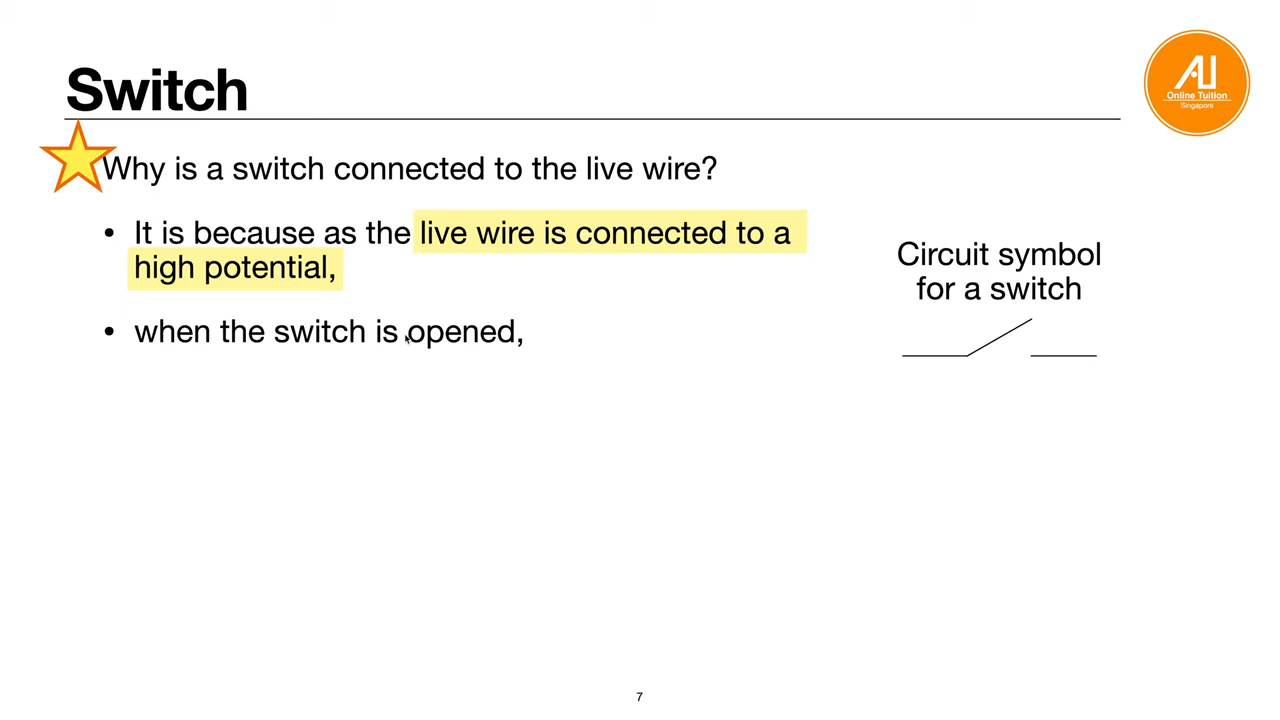 Switch
AU
Online Tuition
Singapore
Why is a switch connected to the live wire?
• It is because as the live wire is connected to a
high potential,
• when the switch is opened,
Circuit symbol
for a switch
7